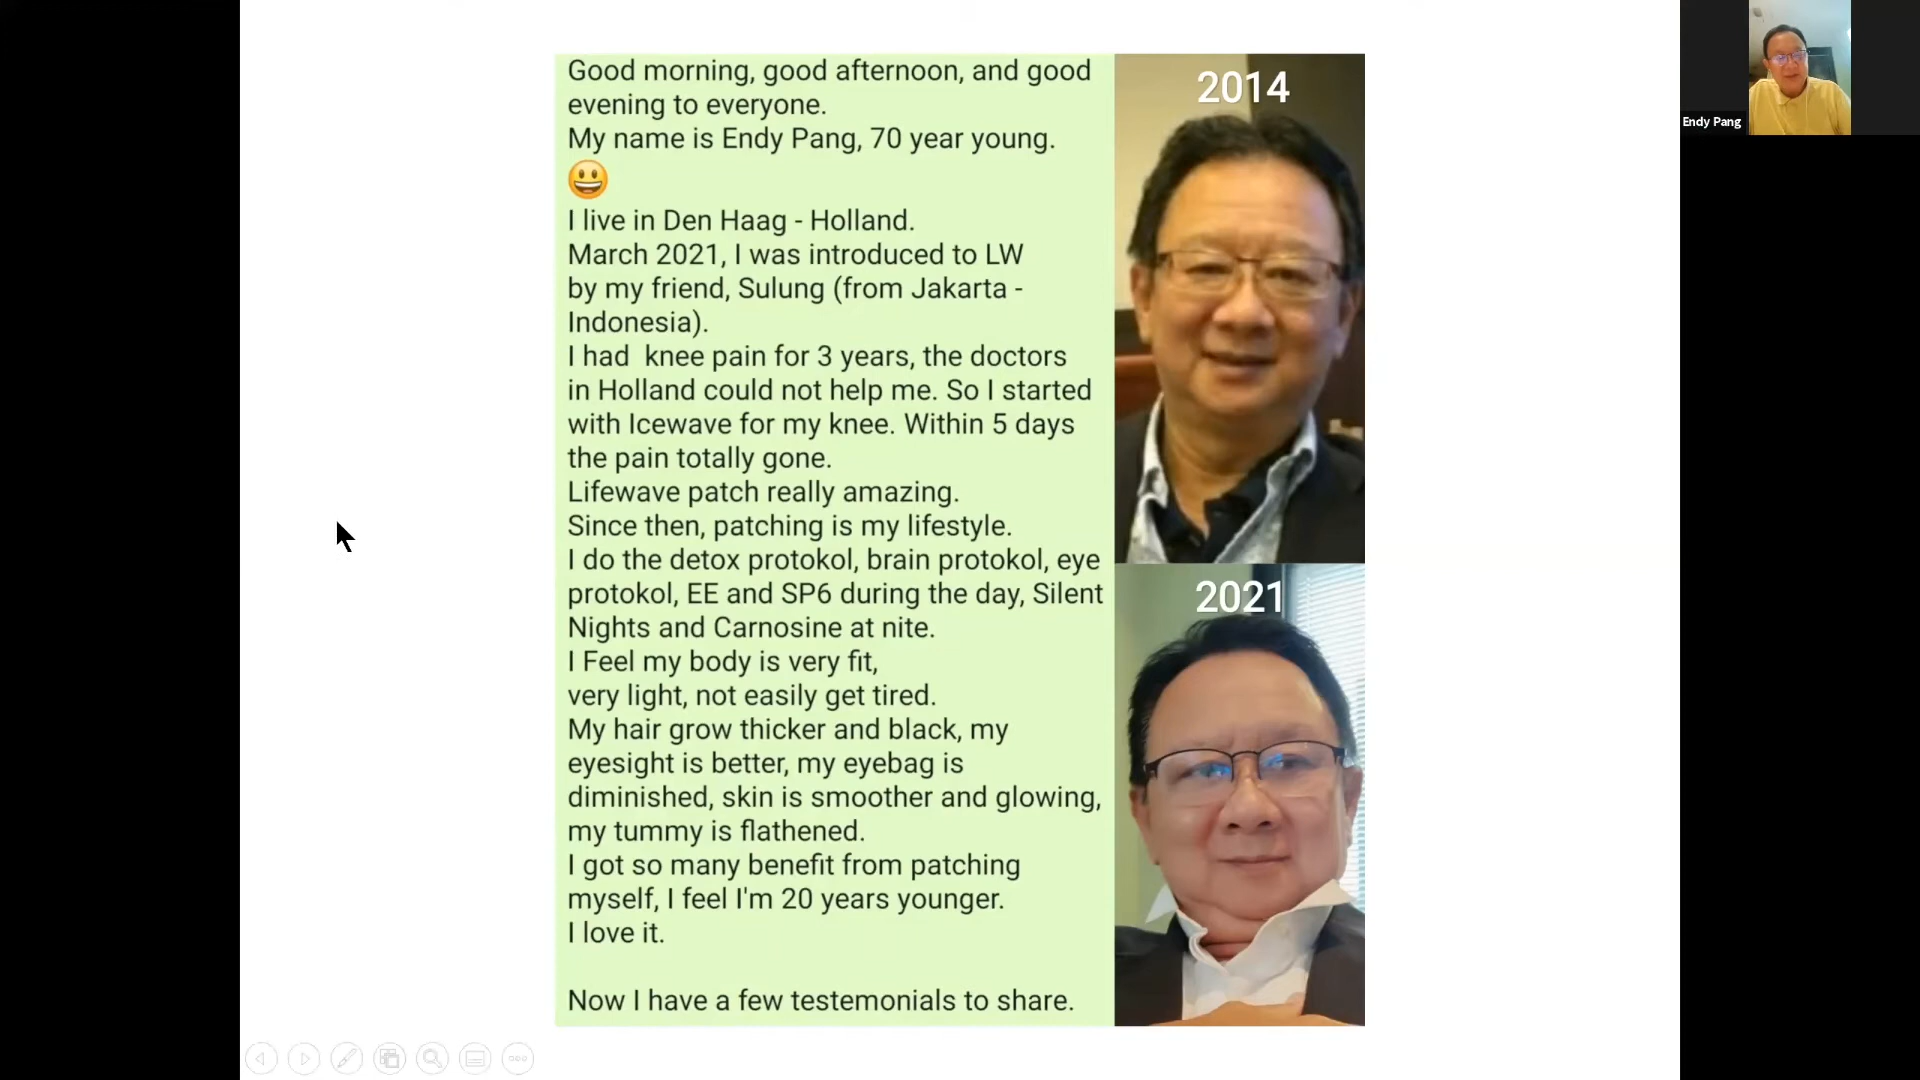 Good morning, good afternoon, and good
evening to everyone.
My name is Endy Pang, 70 year young.
😃
I live in Den Haag - Holland.
March 2021, I was introduced to LW
by my friend, Sulung (from Jakarta -
Indonesia).
I had  knee pain for 3 years, the doctors
in Holland could not help me. So I started
with Icewave for my knee. Within 5 days
the pain totally gone.
Lifewave patch really amazing.
Since then, patching is my lifestyle.
I do the detox protokol, brain protokol, eye
protokol, EE and SP6 during the day, Silent
Nights and Carnosine at nite.
I Feel my body is very fit,
very light, not easily get tired.
My hair grow thicker and black, my
eyesight is better, my eyebag is
diminished, skin is smoother and glowing,
my tummy is flathened.
I got so many benefit from patching
myself, I feel I'm 20 years younger.
I love it.
Now I have a few testemonials to share.
2014
2021
Endy Pang